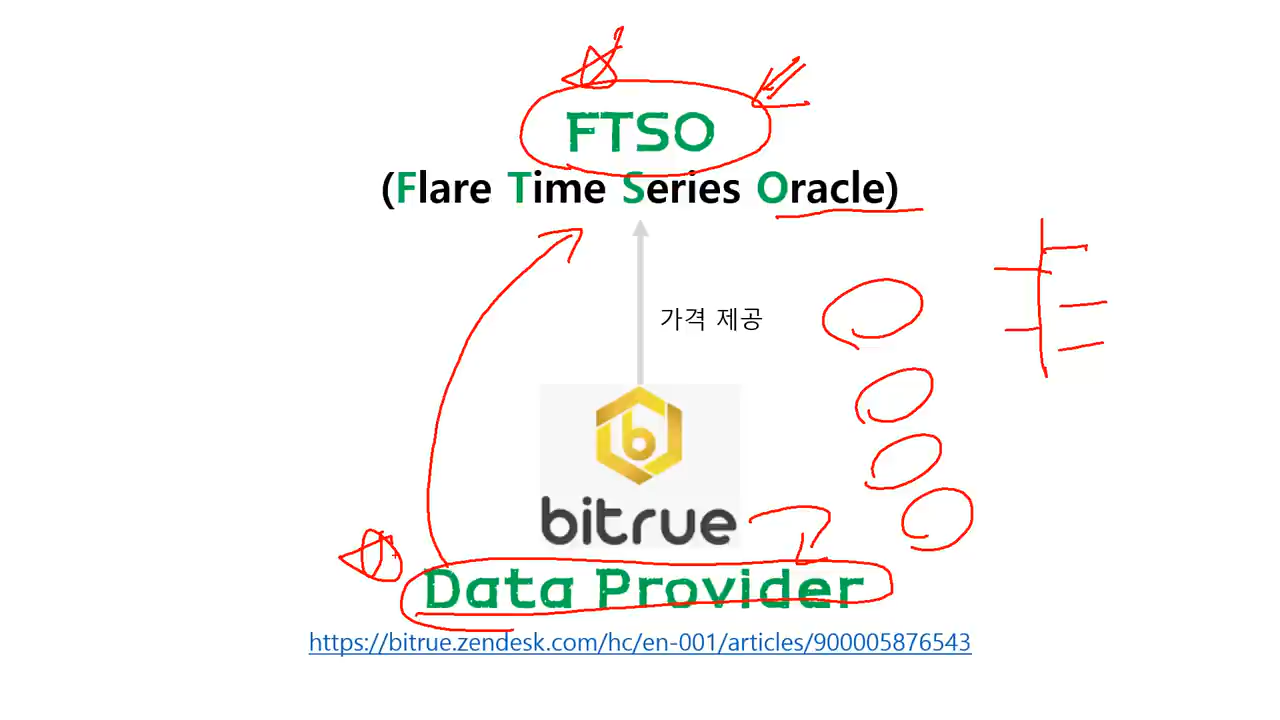 FTSO
(Flare Time Series Oracle)
가격 제공
bitrue
Data Provider
https://bitrue.zendesk.com/hc/en-001/articles/900005876543